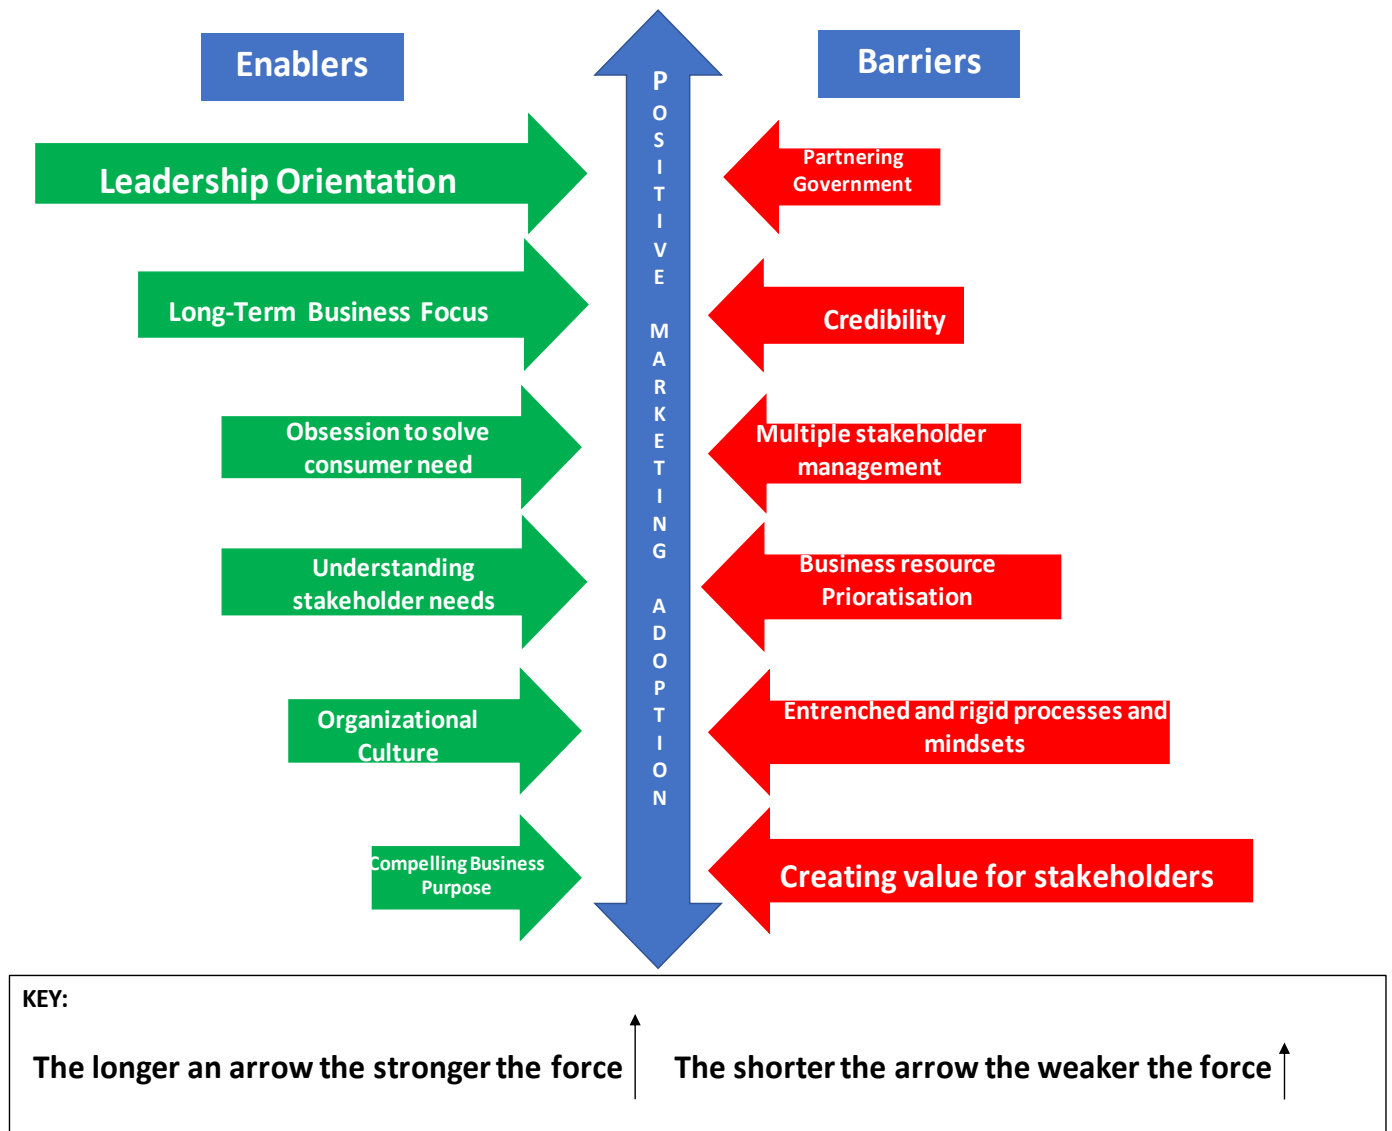 Enablers
Barriers
POSITIVE MARKETING ADOPTION
Leadership Orientation
Partnering
Government
Long-Term Business Focus
Credibility
Obsession to solve
consumer need
Multiple stakeholder
management
Understanding
stakeholder needs
Business resource
Prioratisation
Organizational
Culture
Entrenched and rigid processes and
mindsets
Compelling Business
Purpose
Creating value for stakeholders
KEY:
The longer an arrow the stronger the force
The shorter the arrow the weaker the force